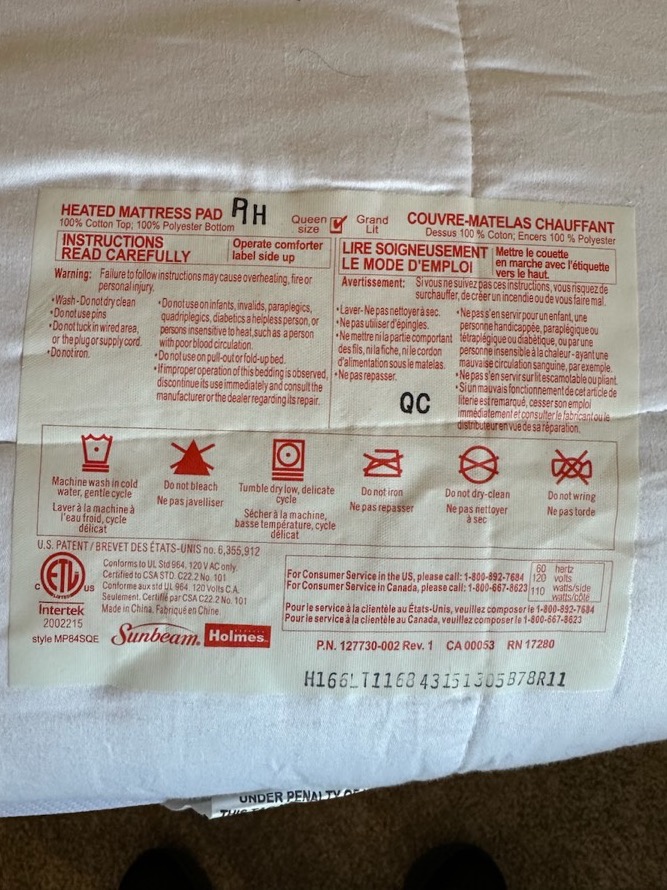 HEATED MATTRESS PAD RH
100% Cotton Top; 100% Polyester Bottom
Queen size ☑ Grand Lit
COUVRE-MATELAS CHAUFFANT
Dessus 100 % Coton; Encers 100 % Polyester
INSTRUCTIONS
READ CAREFULLY
Operate comforter
label side up
Warning: Failure to follow instructions may cause overheating, fire or
personal injury.
•Wash - Do not dry clean
•Do not use pins
•Do not tuck in wired area,
or the plug or supply cord.
•Do not iron.
•Do not use on infants, invalids, paraplegics,
quadriplegics, diabetics a helpless person, or
persons insensitive to heat, such as a person
with poor blood circulation.
•Do not use on pull-out or fold-up bed.
•If improper operation of this bedding is observed,
discontinue its use immediately and consult the
manufacturer or the dealer regarding its repair.
LIRE SOIGNEUSEMENT
LE MODE D'EMPLOI
Mettre le couette
en marche avec l'étiquette
vers le haut.
Avertissement: Si vous ne suivez pas ces instructions, vous risquez de
surchauffer, de créer un incendie ou de vous faire mal.
•Laver- Ne pas nettoyer à sec.
•Ne pas utiliser d'épingles.
•Ne mettre ni la partie comportant
des fils, ni la fiche, ni le cordon
d'alimentation sous le matelas.
•Ne pas repasser.
QC
•Ne pas s'en servir pour un enfant, une
personne handicapée, paraplégique ou
tétraplégique ou diabétique, ou par une
personne insensible à la chaleur - ayant une
mauvaise circulation sanguine, par exemple.
•Ne pas s'en servir sur lit escamotable ou pliant.
•Si un mauvais fonctionnement de cet article de
literie est remarqué, cesser son emploi
immédiatement et consulter le fabricant ou le
distributeur en vue de sa réparation.
Machine wash in cold
water, gentle cycle
Laver à la machine à
l'eau froid, cycle
délicat
Do not bleach
Ne pas javelliser
Tumble dry low, delicate
cycle
Sécher à la machine,
basse température, cycle
délicat
Do not iron
Ne pas repasser
Do not dry-clean
Ne pas nettoyer
à sec
Do not wring
Ne pas torde
U.S. PATENT / BREVET DES ÉTATS-UNIS no. 6,355,912
C ETL US
LISTED
Intertek
2002215
style MP84SQE
Conforms to UL Std 964, 120 V AC only.
Certified to CSA STD. C22.2 No. 101
Conforme aux std UL 964. 120 Volts C.A.
Seulement. Certifié par CSA C22.2 No. 101
Made in China. Fabriqué en Chine.
Sunbeam. Holmes
For Consumer Service in the US, please call: 1-800-892-7684
For Consumer Service in Canada, please call: 1-800-667-8623
Pour le service à la clientèle au États-Unis, veuillez composer le 1-800-892-7684
Pour le service à la clientèle au Canada, veuillez composer le 1-800-667-8623
60 hertz
120 volts
110 watts/side
watts/côté
P.N. 127730-002 Rev. 1 CA 00053 RN 17280
H166LT1168 43151305B78R11
UNDER PENALTY OF